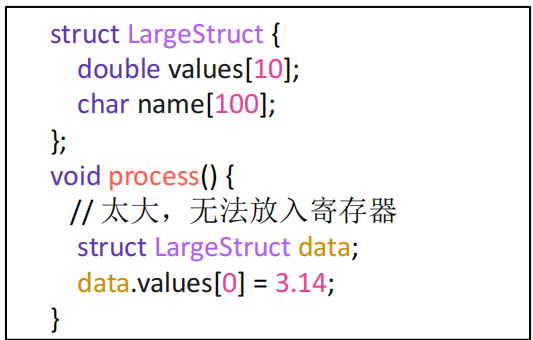 struct LargeStruct {
double values[10];
char name[100];
};
void process() {
// 太大，无法放入寄存器
struct LargeStruct data;
data.values[0] = 3.14;
}